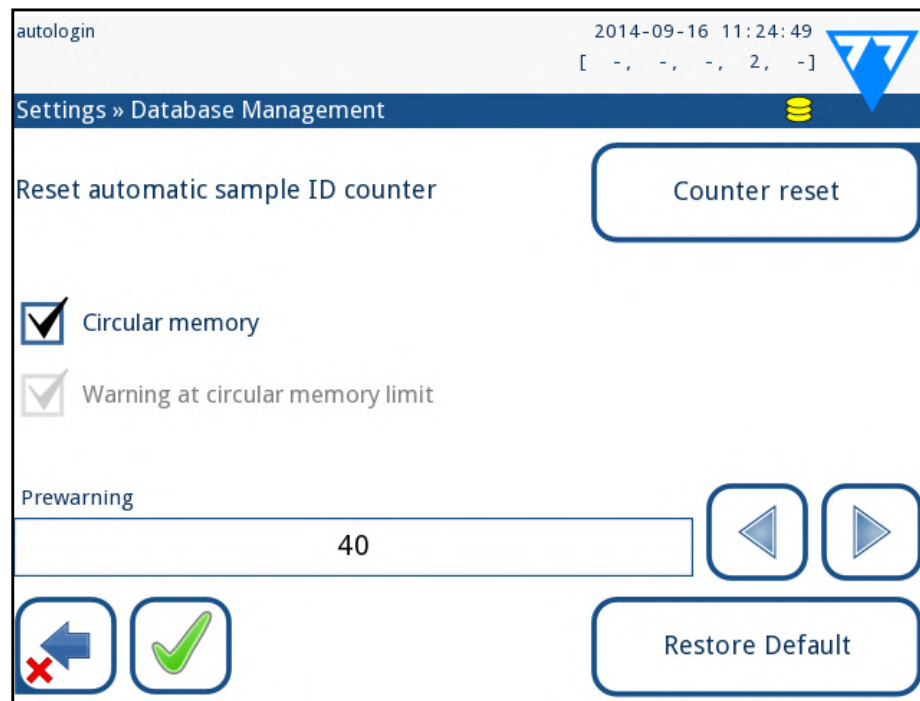 autologin
2014-09-16 11:24:49
[ -, -, -, 2, -]
Settings » Database Management
Reset automatic sample ID counter
Counter reset
Circular memory
Warning at circular memory limit
Prewarning
40
Restore Default